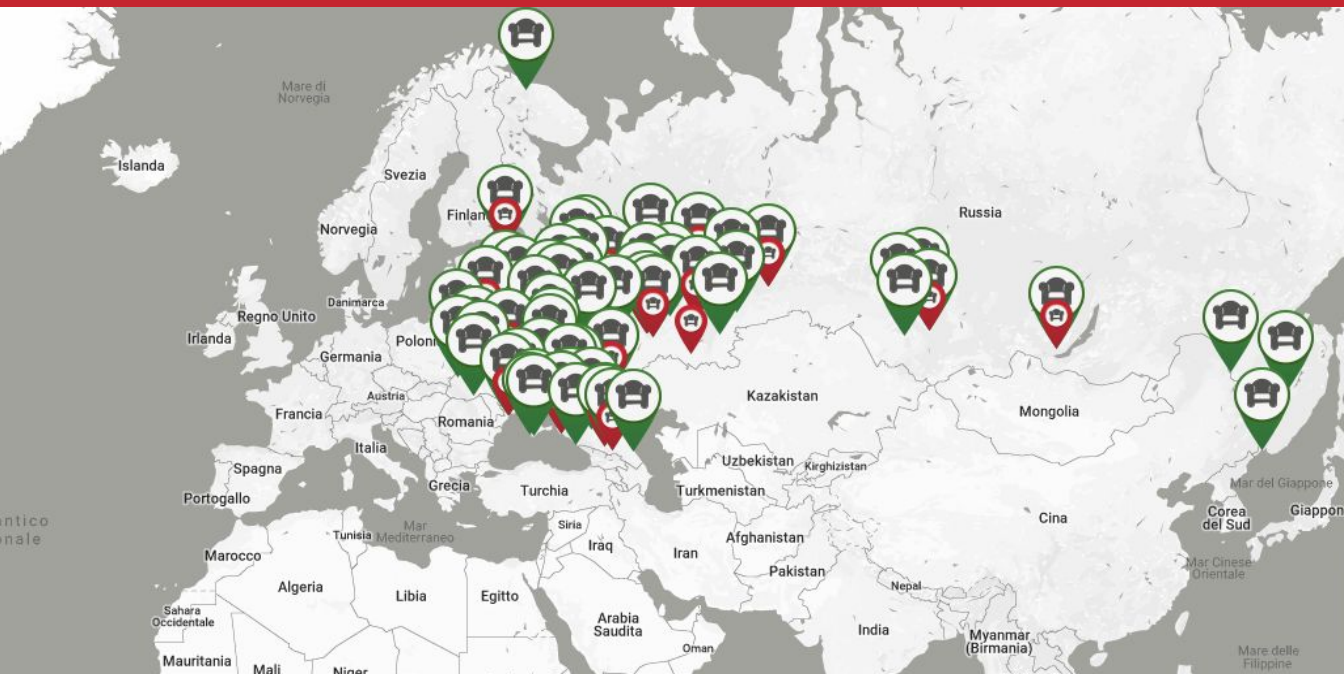 Mare di
Norvegia
Islanda
Svezia
Finlan
Russia
Norvegia
Danimarca
Regno Unito
Irlanda
Poloni
Germania
Austria
Kazakistan
Francia
Mongolia
Romania
Italia
Uzbekistan
Kirghizistan
Spagna
Grecia
Portogallo
Turchia
Turkmenistan
Mar del Giappone
Corea
del Sud
Giappon
antico
onale
Tunisia
Mar
Mediterraneo
Siria
Cina
Marocco
Iraq
Iran
Afghanistan
Pakistan
Mar Cinese
Orientale
Algeria
Libia
Egitto
Nepal
Sahara
Occidentale
Arabia
Saudita
India
Myanmar
(Birmania)
Oman
Mauritania
Mali
Niger
Mare delle
Filippine